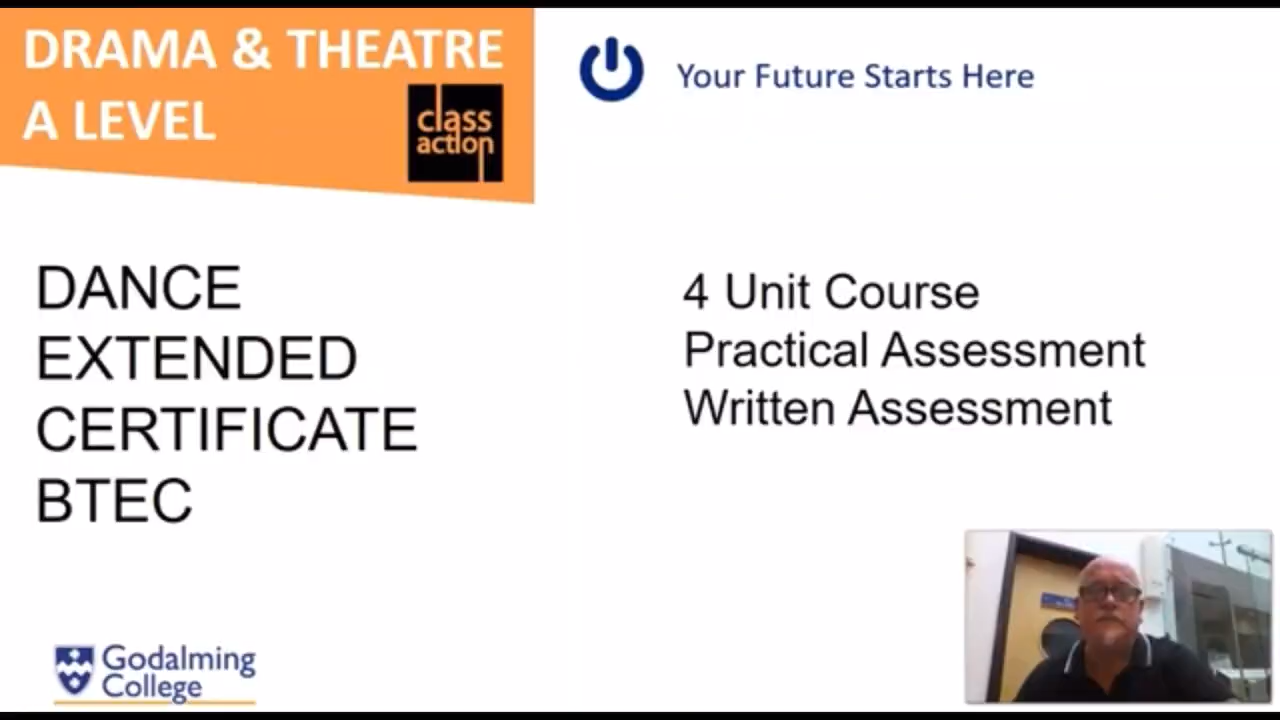 DRAMA & THEATRE
A LEVEL
class
action
Your Future Starts Here
DANCE
EXTENDED
CERTIFICATE
BTEC
4 Unit Course
Practical Assessment
Written Assessment
Godalming
College